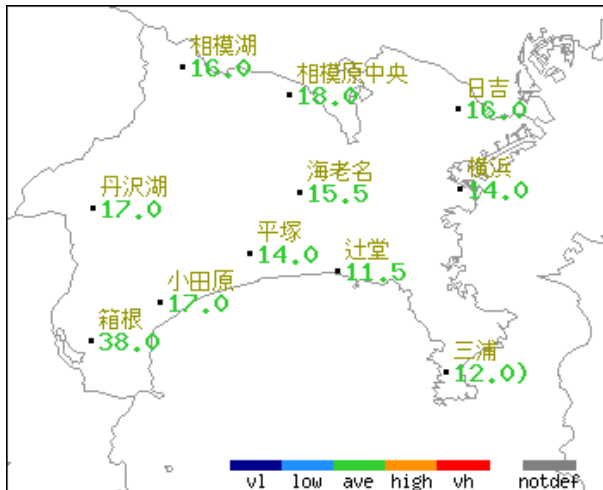 相模湖
16.0
相模原中央
18.0
日吉
16.0
海老名
15.5
横浜
14.0
丹沢湖
17.0
平塚
14.0
辻堂
11.5
小田原
17.0
箱根
38.0
三浦
12.0)
vl low ave high vh notdef